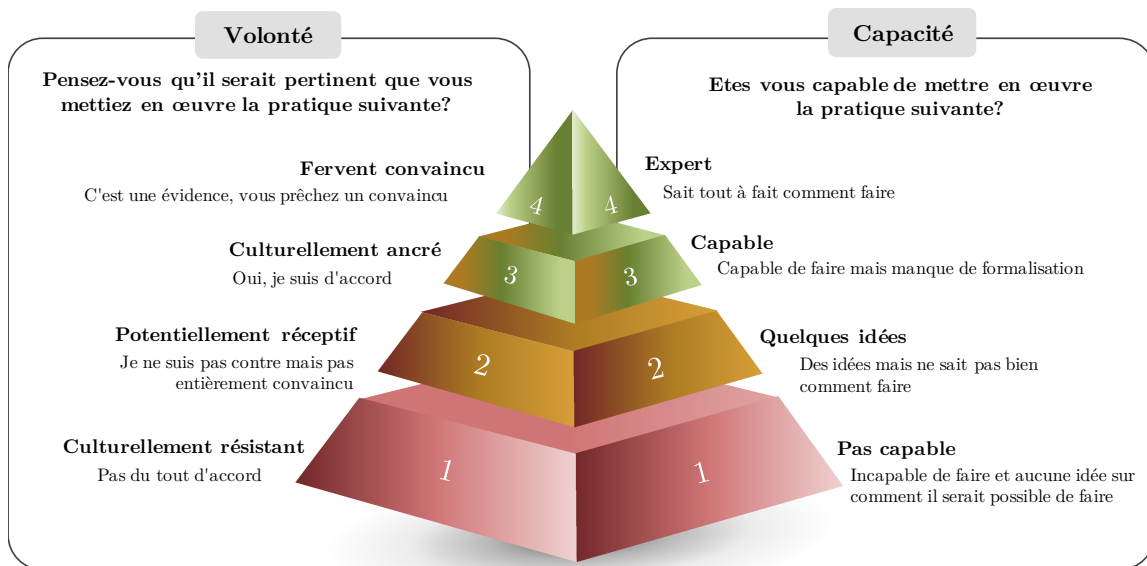 Volonté
Pensez-vous qu'il serait pertinent que vous
mettiez en œuvre la pratique suivante?
Fervent convaincu
C'est une évidence, vous prêchez un convaincu
4
Culturellement ancré
Oui, je suis d'accord
3
Potentiellement réceptif
Je ne suis pas contre mais pas
entièrement convaincu
2
Culturellement résistant
Pas du tout d'accord
1
Capacité
Etes vous capable de mettre en œuvre
la pratique suivante?
Expert
Sait tout à fait comment faire
4
Capable
Capable de faire mais manque de formalisation
3
Quelques idées
Des idées mais ne sait pas bien
comment faire
2
Pas capable
Incapable de faire et aucune idée sur
comment il serait possible de faire
1